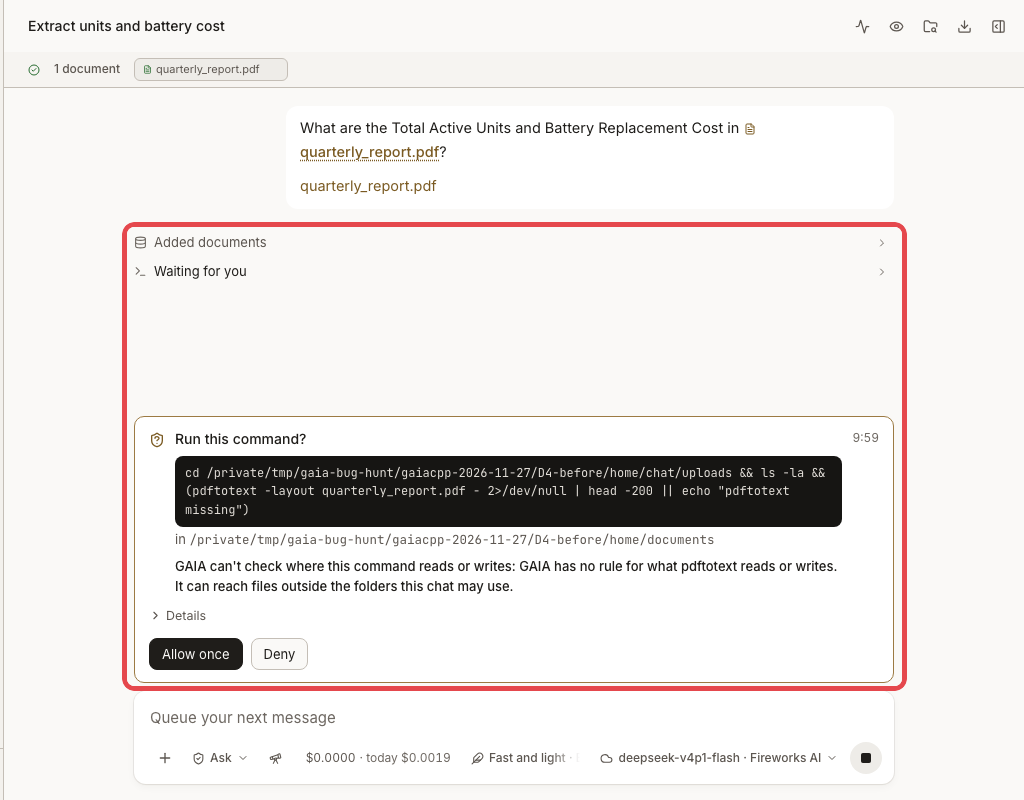 Extract units and battery cost
1 document
quarterly_report.pdf
What are the Total Active Units and Battery Replacement Cost in
quarterly_report.pdf?
quarterly_report.pdf
Added documents
Waiting for you
Run this command?
9:59
cd /private/tmp/gaia-bug-hunt/gaiacpp-2026-11-27/D4-before/home/chat/uploads && ls -la &&
(pdftotext -layout quarterly_report.pdf - 2>/dev/null | head -200 || echo "pdftotext
missing")
in /private/tmp/gaia-bug-hunt/gaiacpp-2026-11-27/D4-before/home/documents
GAIA can't check where this command reads or writes: GAIA has no rule for what pdftotext reads or writes.
It can reach files outside the folders this chat may use.
Details
Allow once
Deny
Queue your next message
Ask
$0.0000 · today $0.0019
Fast and light ·
deepseek-v4p1-flash · Fireworks AI